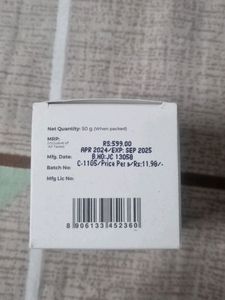 Net Quantity: 50 g (When packed)
MRP: RS:599.00
(Inclusive of
All Taxes)
APR 2024/EXP: SEP 2025
Mfg. Date: B.NO:JC 13058
Batch No: C-1105/Price Per g/Rs:11.98/-
Mfg Lic No:
8 906133 452360